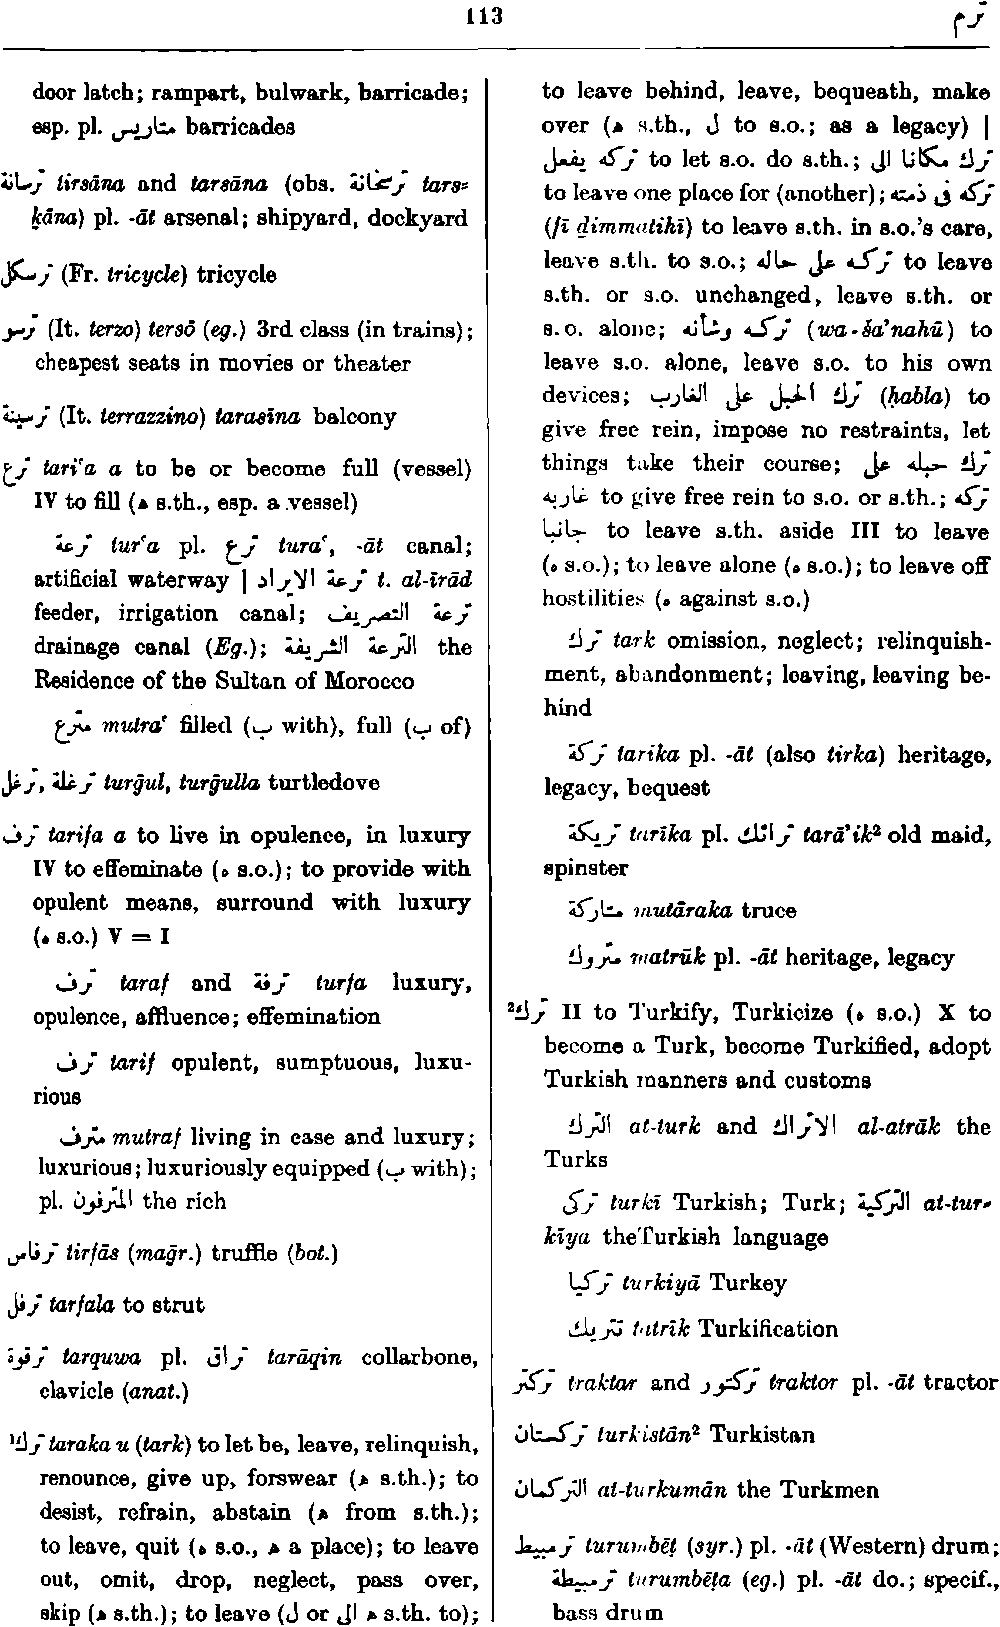 113
ترم
door latch; rampart, bulwark, barricade;
esp. pl. متاريس barricades
ترسانة tirsāna and tarsāna (obs. ترسخانة tars-
ḵāna) pl. -āt arsenal; shipyard, dockyard
ترسكل (Fr. tricycle) tricycle
ترسو (It. terzo) tersō (eg.) 3rd class (in trains);
cheapest seats in movies or theater
ترسينة (It. terrazzino) tarasīna balcony
ترع tariʿa a to be or become full (vessel)
IV to fill (ه s.th., esp. a vessel)
ترعة turʿa pl. ترع turaʿ, -āt canal;
artificial waterway | ترعة الايراد t. al-īrād
feeder, irrigation canal; ترعة التصريف
drainage canal (Eg.); الترعة الشريفة the
Residence of the Sultan of Morocco
مترع mutraʿ filled (ب with), full (ب of)
ترغل, ترغلة turḡul, turḡulla turtledove
ترف tarifa a to live in opulence, in luxury
IV to effeminate (ه s.o.); to provide with
opulent means, surround with luxury
(ه s.o.) V = I
ترف taraf and ترفة turfa luxury,
opulence, affluence; effemination
ترف tarif opulent, sumptuous, luxu-
rious
مترف mutraf living in ease and luxury;
luxurious; luxuriously equipped (ب with);
pl. المترفون the rich
ترفاس tirfās (maḡr.) truffle (bot.)
ترفل tarfala to strut
ترقوة tarquwa pl. تراق tarāqin collarbone,
clavicle (anat.)
¹ترك taraka u (tark) to let be, leave, relinquish,
renounce, give up, forswear (ه s.th.); to
desist, refrain, abstain (ه from s.th.);
to leave, quit (ه s.o., ه a place); to leave
out, omit, drop, neglect, pass over,
skip (ه s.th.); to leave (ل or الى ه s.th. to);
to leave behind, leave, bequeath, make
over (ه s.th., ل to s.o.; as a legacy) |
تركه يفعل to let s.o. do s.th.; ترك مكانا الى
to leave one place for (another); تركه في ذمته
(fī ḏimmatihī) to leave s.th. in s.o.'s care,
leave s.th. to s.o.; تركه على حاله to leave
s.th. or s.o. unchanged, leave s.th. or
s.o. alone; تركه وشأنه (wa-ša'nahū) to
leave s.o. alone, leave s.o. to his own
devices; ترك الحبل على الغارب (ḥabla) to
give free rein, impose no restraints, let
things take their course; ترك حبله على
غاربه to give free rein to s.o. or s.th.; تركه
جانبا to leave s.th. aside III to leave
(ه s.o.); to leave alone (ه s.o.); to leave off
hostilities (ه against s.o.)
ترك tark omission, neglect; relinquish-
ment, abandonment; leaving, leaving be-
hind
تركة tarika pl. -āt (also tirka) heritage,
legacy, bequest
تريكة tarīka pl. ترائك tarā'ik² old maid,
spinster
متاركة mutāraka truce
متروك matrūk pl. -āt heritage, legacy
²ترك II to Turkify, Turkicize (ه s.o.) X to
become a Turk, become Turkified, adopt
Turkish manners and customs
الترك at-turk and الاتراك al-atrāk the
Turks
تركى turkī Turkish; Turk; التركية at-tur-
kīya the Turkish language
تركيا turkiyā Turkey
تتريك tatrīk Turkification
تركتر traktar and تركتور traktor pl. -āt tractor
تركستان turkistān² Turkistan
التركمان at-turkumān the Turkmen
ترمبيط turumbēṭ (syr.) pl. -āt (Western) drum;
ترمبيطة turumbēṭa (eg.) pl. -āt do.; specif.,
bass drum